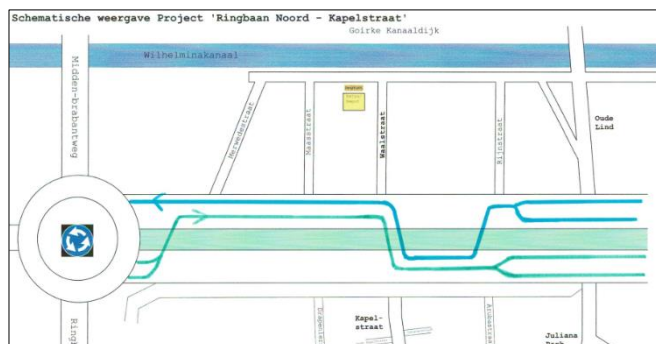 Schematische weergave Project 'Ringbaan Noord - Kapelstraat'
Goirke Kanaaldijk
Wilhelminakanaal
Midden-brabantweg
Merwedestraat
Maasstraat
Waalstraat
Rijnstraat
Oude
Lind
Kapel-
straat
Juliana